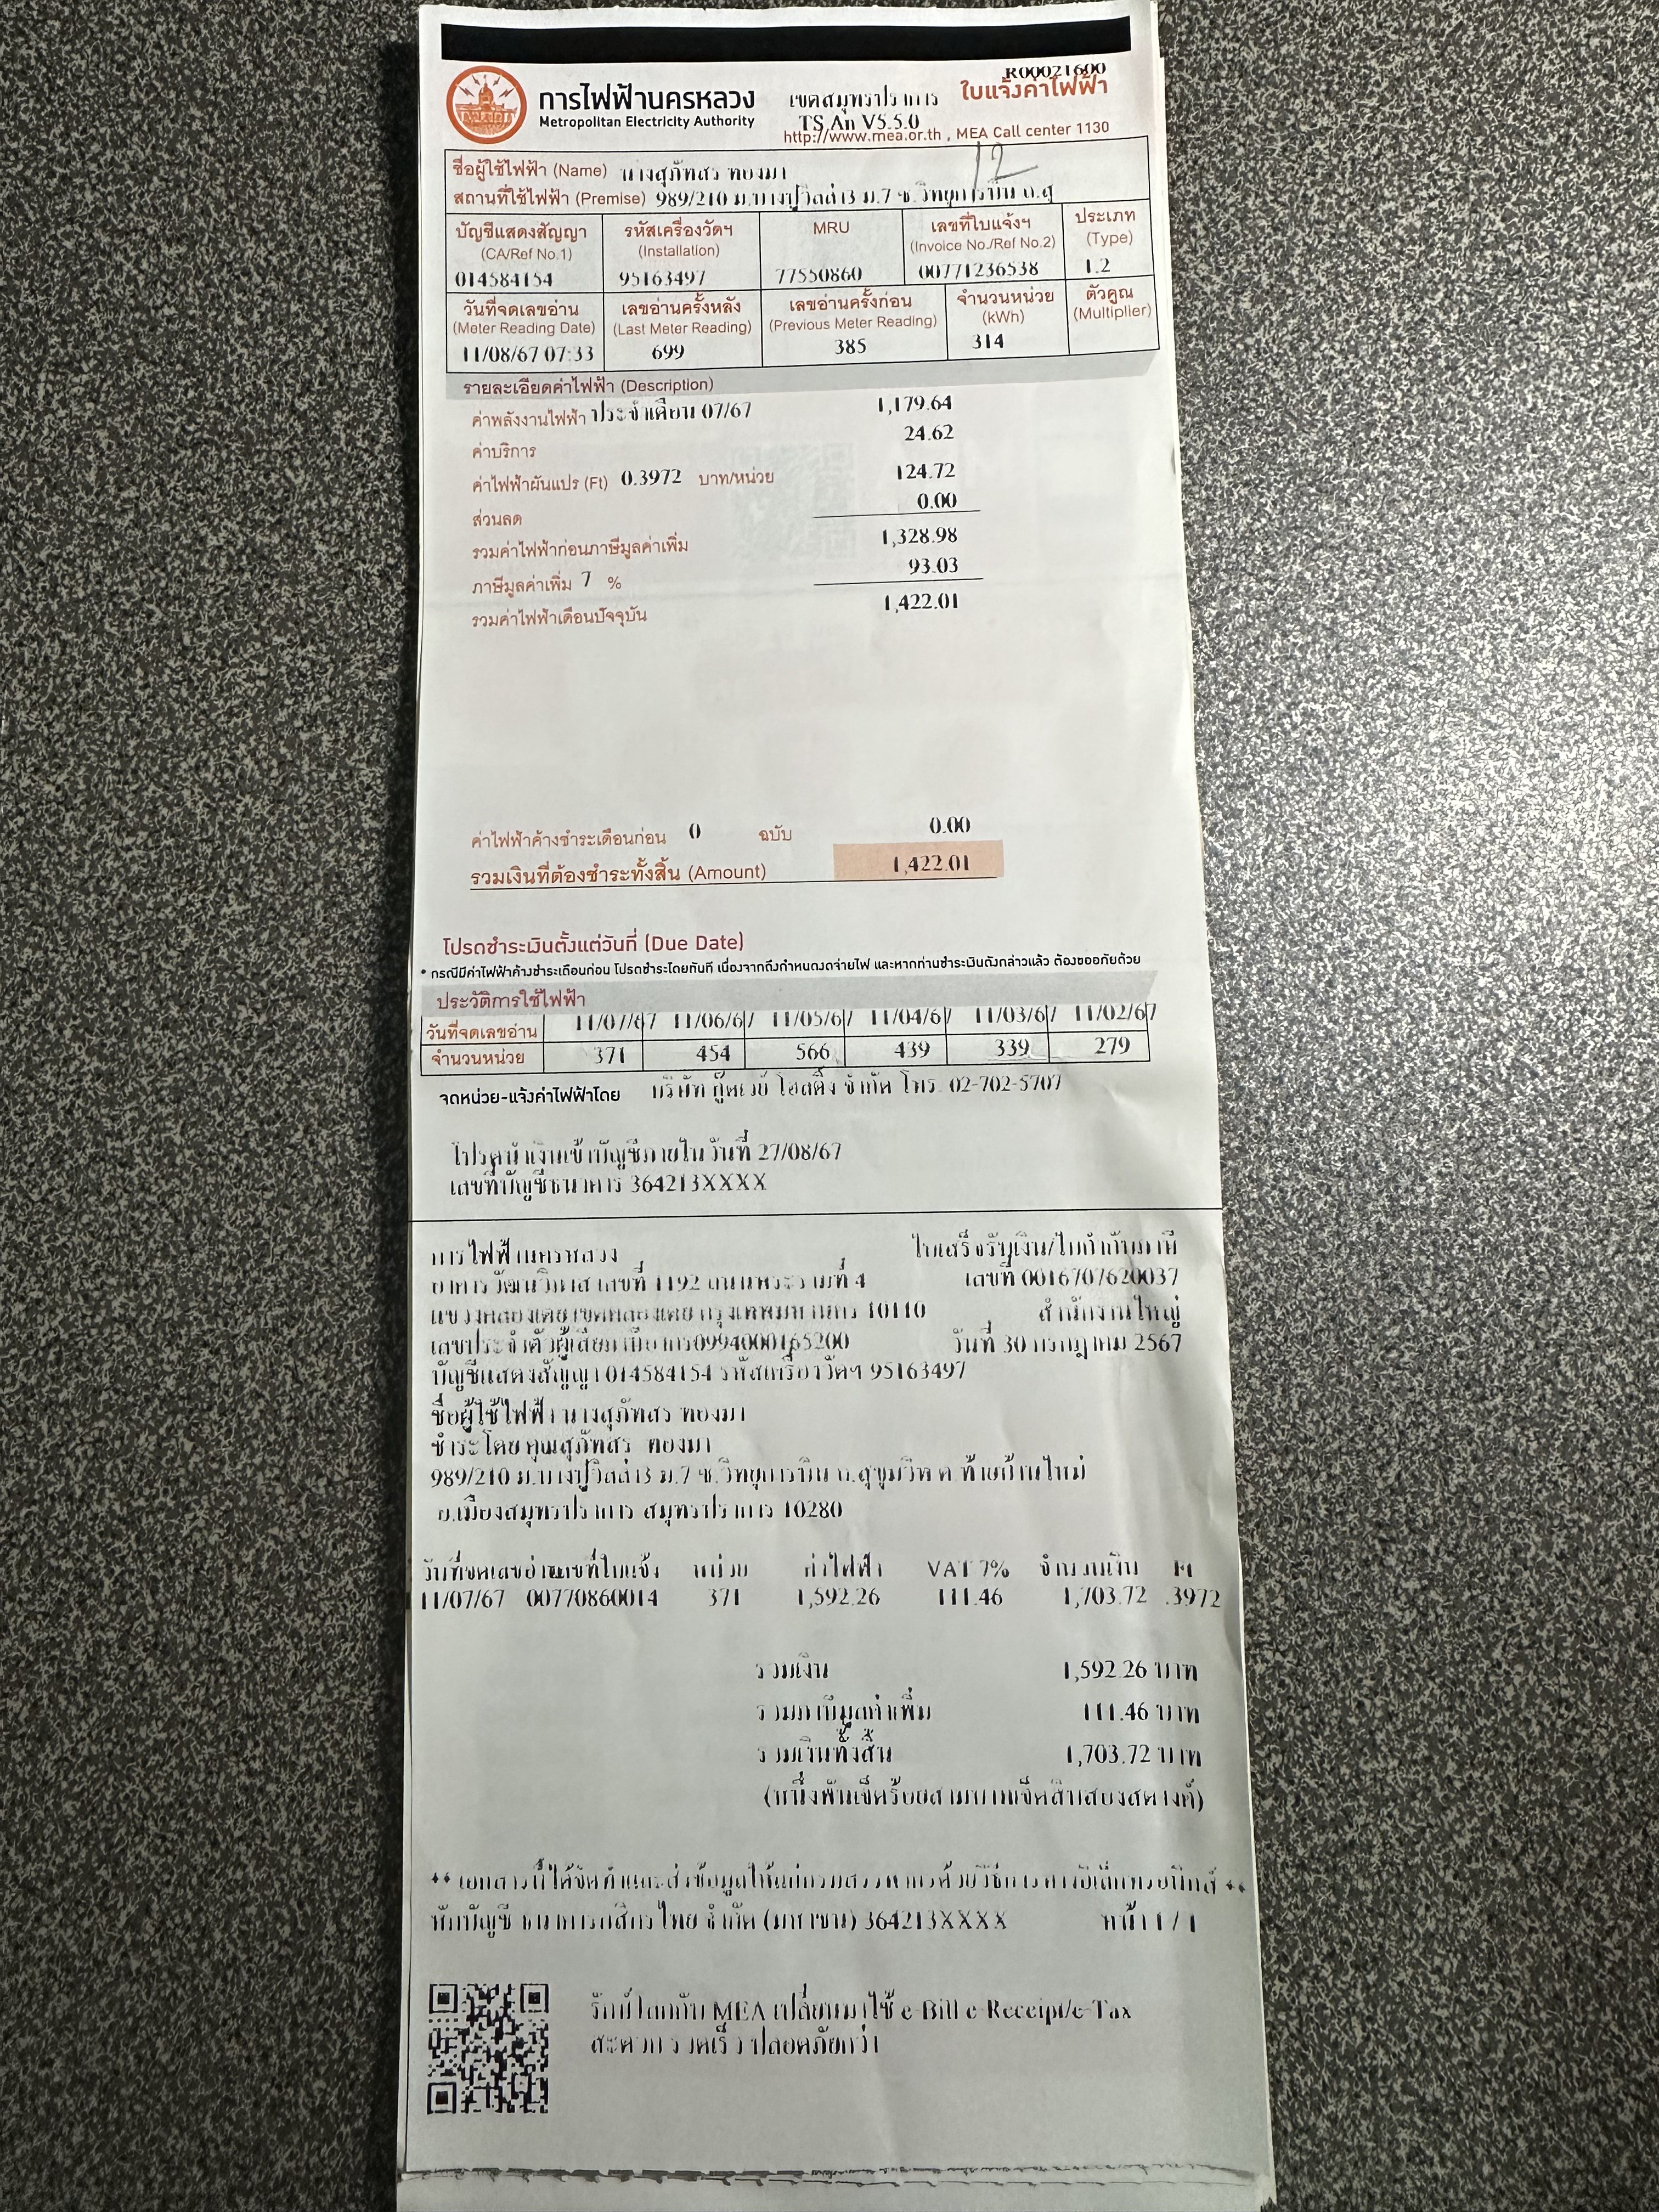 R00021600
การไฟฟ้านครหลวง เขตสมุทรปราการ ใบแจ้งค่าไฟฟ้า
Metropolitan Electricity Authority TS An V5.5.0
http://www.mea.or.th , MEA Call center 1130
12
ชื่อผู้ใช้ไฟฟ้า (Name) นางสุภัทสร ทองมา
สถานที่ใช้ไฟฟ้า (Premise) 989/210 ม.บางปูวิลล่า3 ม.7 ซ.วิทยุการบิน ถ.สุ
บัญชีแสดงสัญญา รหัสเครื่องวัดฯ MRU เลขที่ใบแจ้งฯ ประเภท
(CA/Ref No.1) (Installation) (Invoice No./Ref No.2) (Type)
014584154 95163497 77550860 00771236538 1.2
วันที่จดเลขอ่าน เลขอ่านครั้งหลัง เลขอ่านครั้งก่อน จำนวนหน่วย ตัวคูณ
(Meter Reading Date) (Last Meter Reading) (Previous Meter Reading) (kWh) (Multiplier)
11/08/67 07:33 699 385 314
รายละเอียดค่าไฟฟ้า (Description)
ค่าพลังงานไฟฟ้า ประจำเดือน 07/67 1,179.64
ค่าบริการ 24.62
ค่าไฟฟ้าผันแปร (Ft) 0.3972 บาท/หน่วย 124.72
ส่วนลด 0.00
รวมค่าไฟฟ้าก่อนภาษีมูลค่าเพิ่ม 1,328.98
ภาษีมูลค่าเพิ่ม 7 % 93.03
รวมค่าไฟฟ้าเดือนปัจจุบัน 1,422.01
ค่าไฟฟ้าค้างชำระเดือนก่อน 0 ฉบับ 0.00
รวมเงินที่ต้องชำระทั้งสิ้น (Amount) 1,422.01
โปรดชำระเงินตั้งแต่วันที่ (Due Date)
* กรณีมีค่าไฟฟ้าค้างชำระเดือนก่อน โปรดชำระโดยทันที เนื่องจากถึงกำหนดงดจ่ายไฟ และหากท่านชำระเงินดังกล่าวแล้ว ต้องขออภัยด้วย
ประวัติการใช้ไฟฟ้า
วันที่จดเลขอ่าน 11/07/67 11/06/67 11/05/67 11/04/67 11/03/67 11/02/67
จำนวนหน่วย 371 454 566 439 339 279
จดหน่วย-แจ้งค่าไฟฟ้าโดย บริษัท กู๊ดเวย์ โฮลดิ้ง จำกัด โทร. 02-702-5707
โปรดนำเงินเข้าบัญชีภายในวันที่ 27/08/67
เลขที่บัญชีธนาคาร 364213XXXX
การไฟฟ้านครหลวง ใบเสร็จรับเงิน/ใบกำกับภาษี
อาคารวัฒนวิภาส เลขที่ 1192 ถนนพระรามที่ 4 เลขที่ 0016707620037
แขวงคลองเตย เขตคลองเตย กรุงเทพมหานคร 10110 สำนักงานใหญ่
เลขประจำตัวผู้เสียภาษีอากร0994000165200 วันที่ 30 กรกฎาคม 2567
บัญชีแสดงสัญญา 014584154 รหัสเครื่องวัดฯ 95163497
ชื่อผู้ใช้ไฟฟ้า นางสุภัทสร ทองมา
ชำระโดย คุณสุภัทสร ทองมา
989/210 ม.บางปูวิลล่า3 ม.7 ซ.วิทยุการบิน ถ.สุขุมวิท ต.ท้ายบ้านใหม่
อ.เมืองสมุทรปราการ สมุทรปราการ 10280
วันที่จดเลขอ่าน เลขที่ใบแจ้ง หน่วย ค่าไฟฟ้า VAT 7% จำนวนเงิน Ft
11/07/67 00770860014 371 1,592.26 111.46 1,703.72 .3972
รวมเงิน 1,592.26 บาท
รวมภาษีมูลค่าเพิ่ม 111.46 บาท
รวมเงินทั้งสิ้น 1,703.72 บาท
(หนึ่งพันเจ็ดร้อยสามบาทเจ็ดสิบสองสตางค์)
** เอกสารนี้ได้จัดทำและส่งข้อมูลให้แก่กรมสรรพากรด้วยวิธีการทางอิเล็กทรอนิกส์ **
หักบัญชี ธนาคารกสิกรไทย จำกัด (มหาชน) 364213XXXX หน้า 1 / 1
รักษ์โลกกับ MEA เปลี่ยนมาใช้ e-Bill e-Receipt/e-Tax
สะดวก รวดเร็ว ปลอดภัยกว่า